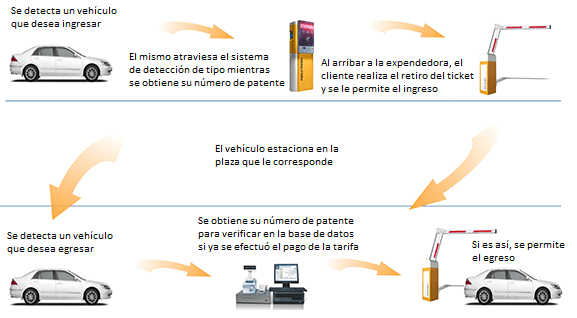 Se detecta un vehículo
que desea ingresar
El mismo atraviesa el sistema
de detección de tipo mientras
se obtiene su número de patente
Al arribar a la expendedora, el
cliente realiza el retiro del ticket
y se le permite el ingreso
El vehículo estaciona en la
plaza que le corresponde
Se detecta un vehículo
que desea egresar
Se obtiene su número de patente
para verificar en la base de datos
si ya se efectuó el pago de la tarifa
Si es así, se permite
el egreso